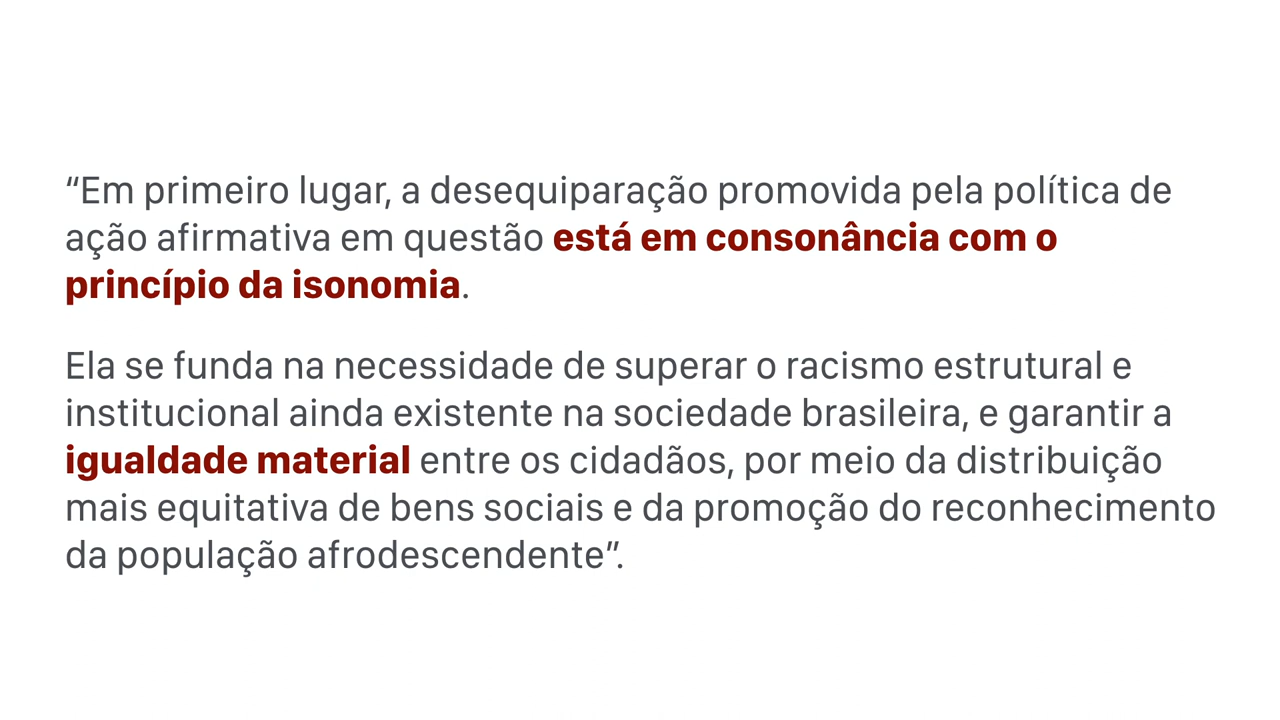 “Em primeiro lugar, a desequiparação promovida pela política de
ação afirmativa em questão está em consonância com o
princípio da isonomia.
Ela se funda na necessidade de superar o racismo estrutural e
institucional ainda existente na sociedade brasileira, e garantir a
igualdade material entre os cidadãos, por meio da distribuição
mais equitativa de bens sociais e da promoção do reconhecimento
da população afrodescendente”.